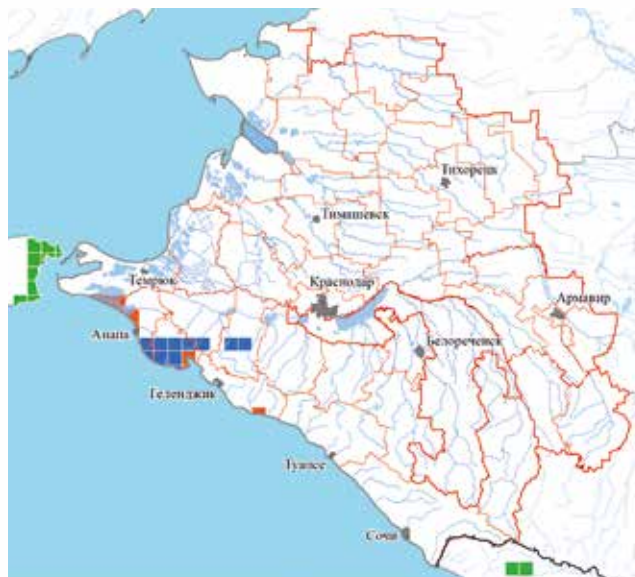 Тихорецк
Тимашевск
Темрюк
Краснодар
Армавир
Анапа
Белореченск
Геленджик
Туапсе
Сочи